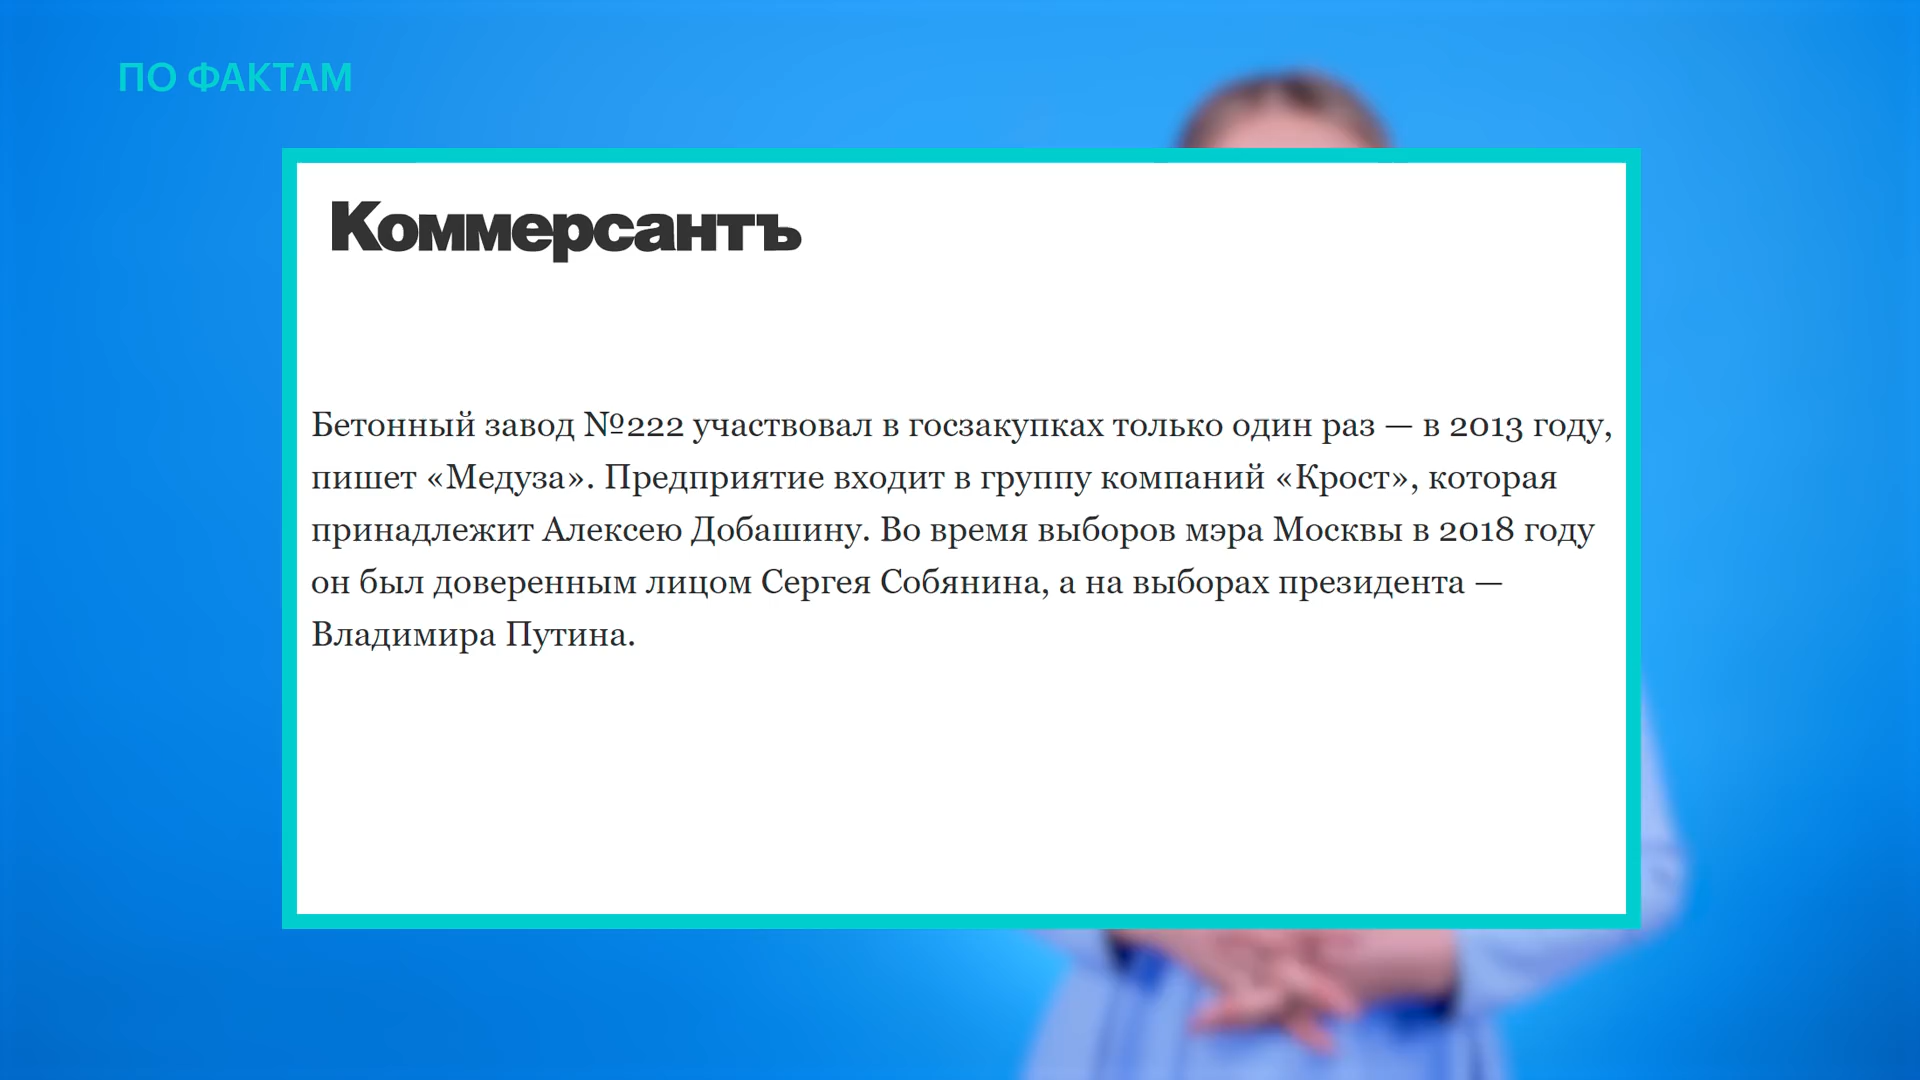 ПО ФАКТАМ
Коммерсантъ
Бетонный завод №222 участвовал в госзакупках только один раз — в 2013 году,
пишет «Медуза». Предприятие входит в группу компаний «Крост», которая
принадлежит Алексею Добашину. Во время выборов мэра Москвы в 2018 году
он был доверенным лицом Сергея Собянина, а на выборах президента —
Владимира Путина.